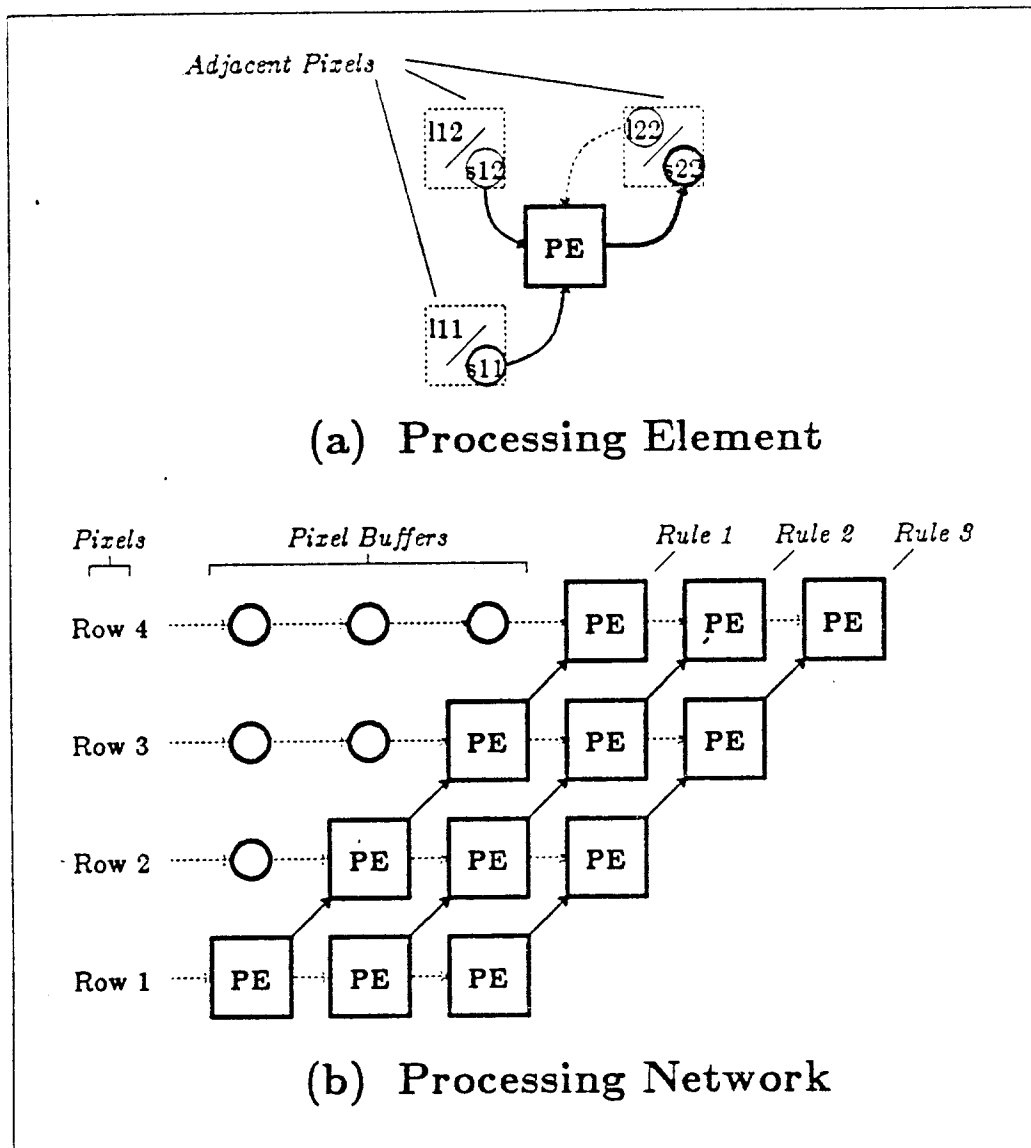 Adjacent Pixels
l12
s12
l22
s22
PE
l11
s11
(a) Processing Element
Pixels Pixel Buffers Rule 1 Rule 2 Rule 3
Row 4 PE PE PE
Row 3 PE PE PE
Row 2 PE PE PE
Row 1 PE PE PE
(b) Processing Network